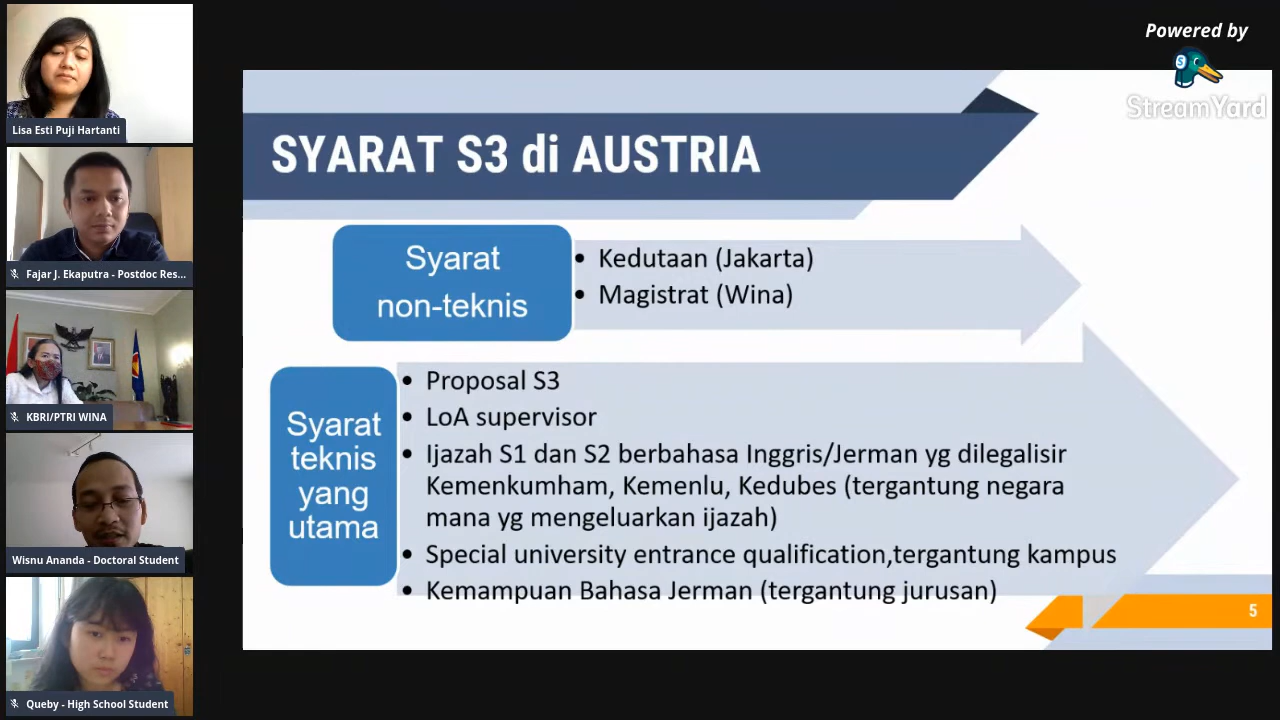 Powered by
StreamYard
Lisa Esti Puji Hartanti
Fajar J. Ekaputra - Postdoc Res...
KBRI/PTRI WINA
Wisnu Ananda - Doctoral Student
Queby - High School Student
SYARAT S3 di AUSTRIA
Syarat
non-teknis
• Kedutaan (Jakarta)
• Magistrat (Wina)
Syarat
teknis
yang
utama
• Proposal S3
• LoA supervisor
• Ijazah S1 dan S2 berbahasa Inggris/Jerman yg dilegalisir
Kemenkumham, Kemenlu, Kedubes (tergantung negara
mana yg mengeluarkan ijazah)
• Special university entrance qualification,tergantung kampus
• Kemampuan Bahasa Jerman (tergantung jurusan)
5